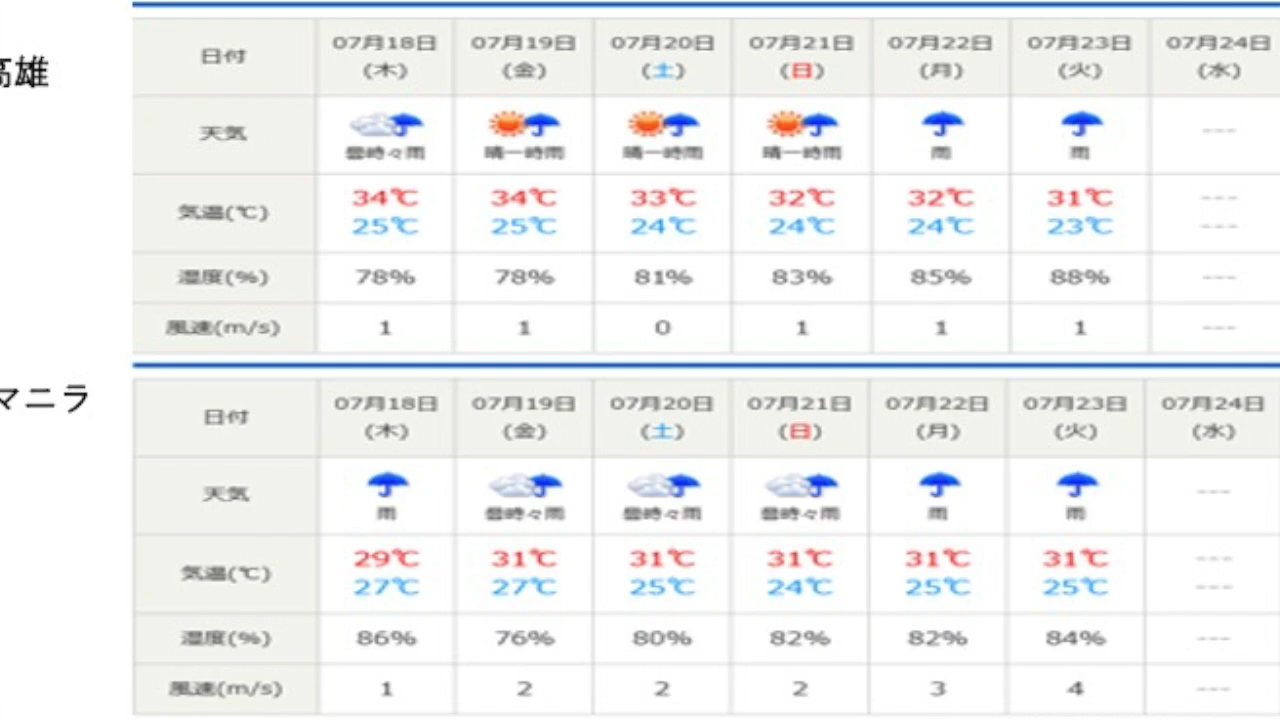 高雄
日付 07月18日 07月19日 07月20日 07月21日 07月22日 07月23日 07月24日
(木) (金) (土) (日) (月) (火) (水)
天気 曇時々雨 晴一時雨 晴一時雨 晴一時雨 雨 雨 ---
気温(℃) 34℃ 34℃ 33℃ 32℃ 32℃ 31℃ ---
25℃ 25℃ 24℃ 24℃ 24℃ 23℃ ---
湿度(%) 78% 78% 81% 83% 85% 88% ---
風速(m/s) 1 1 0 1 1 1 ---
マニラ
日付 07月18日 07月19日 07月20日 07月21日 07月22日 07月23日 07月24日
(木) (金) (土) (日) (月) (火) (水)
天気 雨 曇時々雨 曇時々雨 曇時々雨 雨 雨 ---
気温(℃) 29℃ 31℃ 31℃ 31℃ 31℃ 31℃ ---
27℃ 27℃ 25℃ 24℃ 25℃ 25℃ ---
湿度(%) 86% 76% 80% 82% 82% 84% ---
風速(m/s) 1 2 2 2 3 4 ---